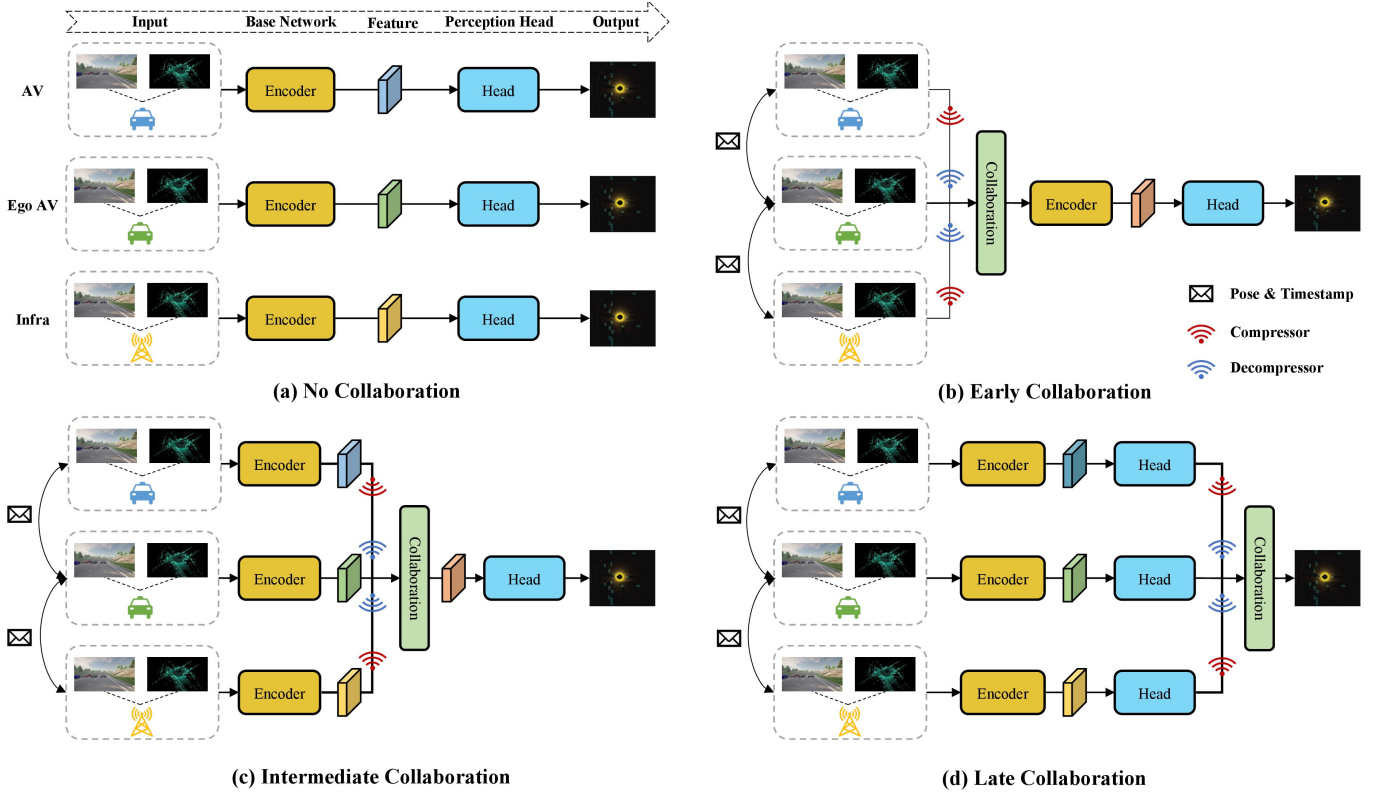 Input Base Network Feature Perception Head Output
AV
Encoder
Head
Ego AV
Encoder
Head
Infra
Encoder
Head
(a) No Collaboration
Collaboration
Encoder
Head
Pose & Timestamp
Compressor
Decompressor
(b) Early Collaboration
Encoder
Encoder
Collaboration
Head
Encoder
(c) Intermediate Collaboration
Encoder
Head
Encoder
Head
Collaboration
Encoder
Head
(d) Late Collaboration